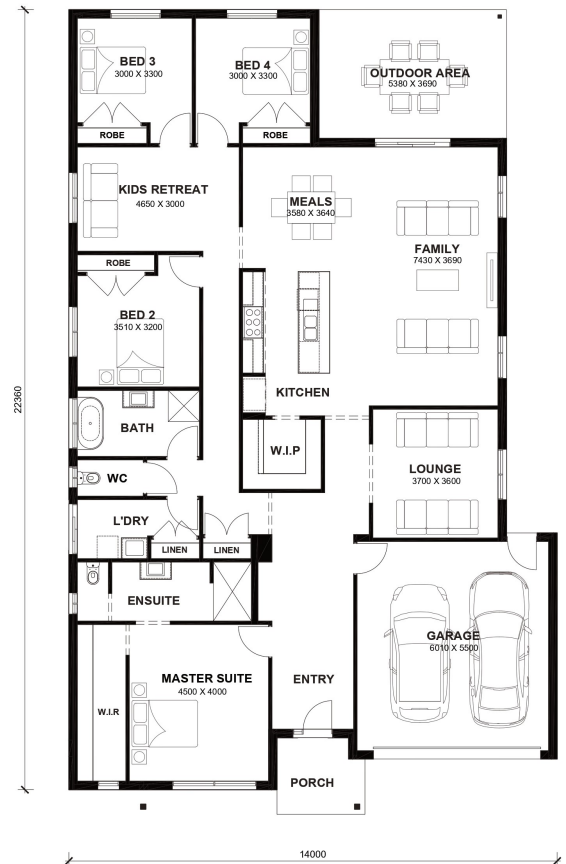 BED 3
3000 X 3300
BED 4
3000 X 3300
OUTDOOR AREA
5380 X 3690
ROBE
ROBE
KIDS RETREAT
4650 X 3000
MEALS
3580 X 3640
FAMILY
7430 X 3690
ROBE
BED 2
3510 X 3200
22360
KITCHEN
BATH
W.I.P
LOUNGE
3700 X 3600
WC
L'DRY
LINEN
LINEN
ENSUITE
GARAGE
6010 X 5500
MASTER SUITE
4500 X 4000
ENTRY
W.I.R
PORCH
14000